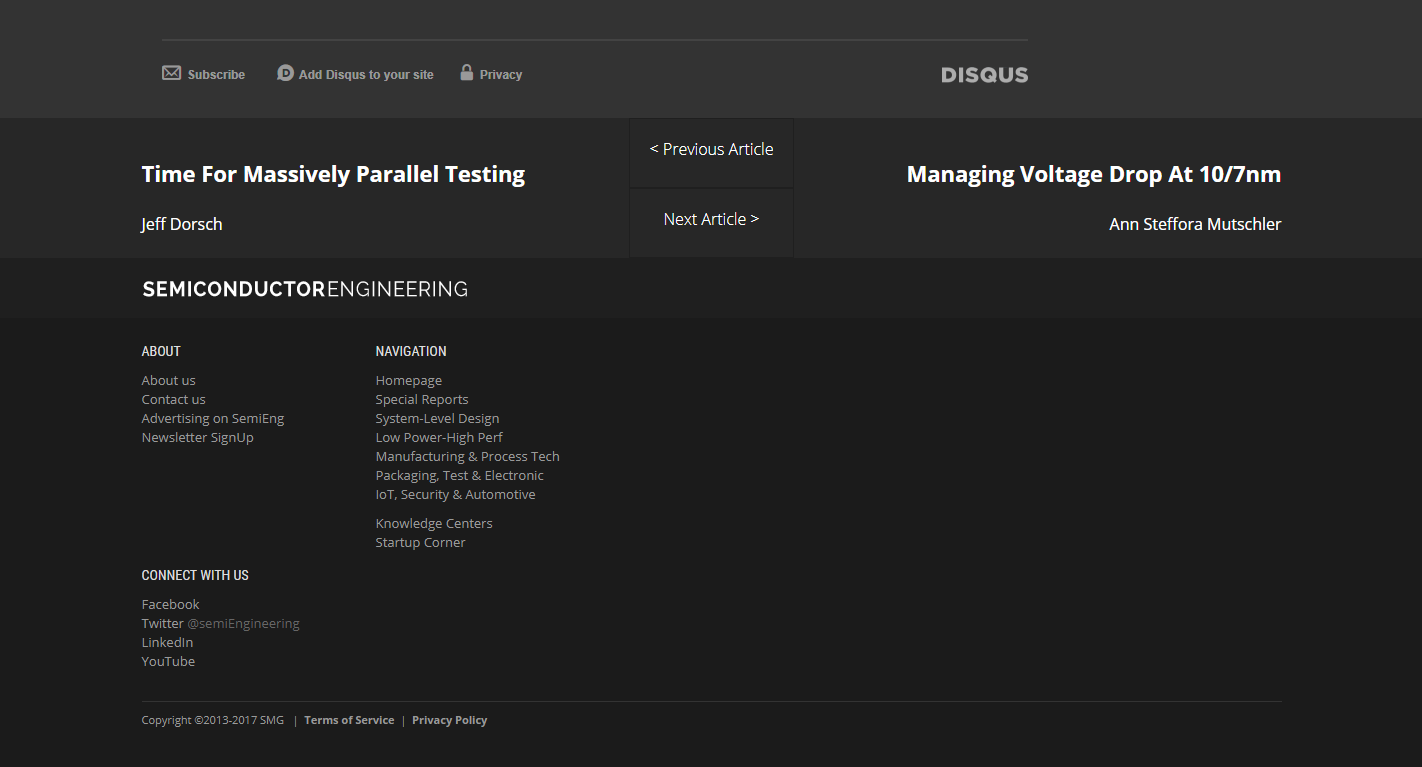 Subscribe Add Disqus to your site Privacy DISQUS
Time For Massively Parallel Testing
Jeff Dorsch
< Previous Article
Next Article >
Managing Voltage Drop At 10/7nm
Ann Steffora Mutschler
SEMICONDUCTORENGINEERING
ABOUT
About us
Contact us
Advertising on SemiEng
Newsletter SignUp
NAVIGATION
Homepage
Special Reports
System-Level Design
Low Power-High Perf
Manufacturing & Process Tech
Packaging, Test & Electronic
IoT, Security & Automotive
Knowledge Centers
Startup Corner
CONNECT WITH US
Facebook
Twitter @semiEngineering
LinkedIn
YouTube
Copyright ©2013-2017 SMG | Terms of Service | Privacy Policy